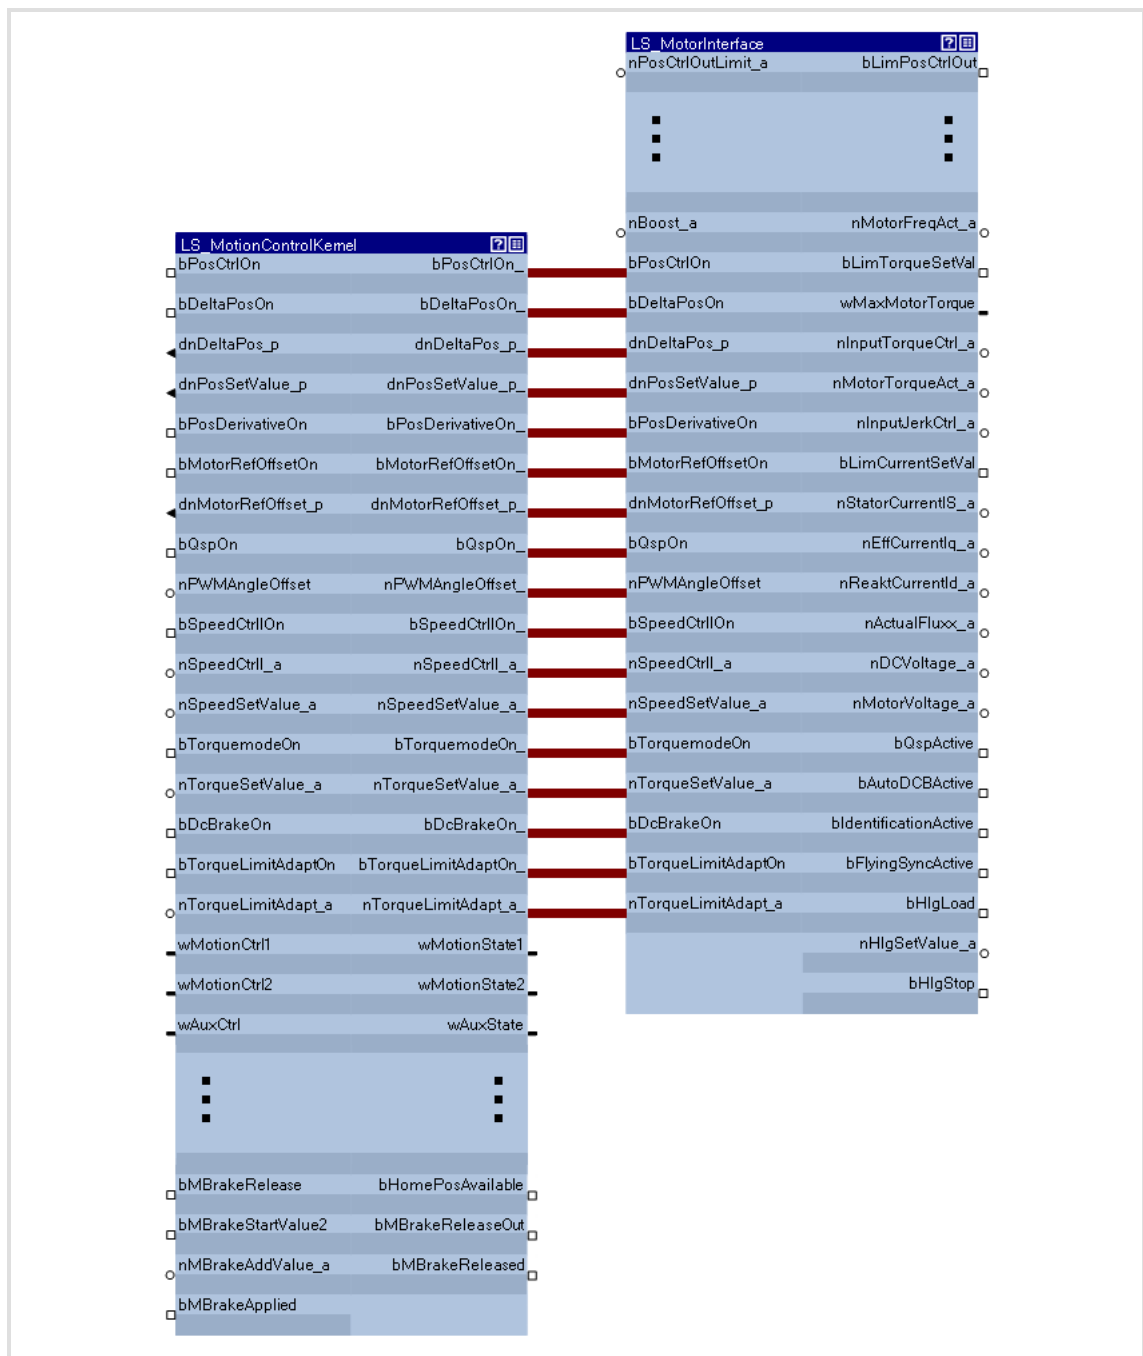 LS_MotorInterface
nPosCtrlOutLimit_a bLimPosCtrlOut
nBoost_a nMotorFreqAct_a
bPosCtrlOn bLimTorqueSetVal
bDeltaPosOn wMaxMotorTorque
dnDeltaPos_p nInputTorqueCtrl_a
dnPosSetValue_p nMotorTorqueAct_a
bPosDerivativeOn nInputJerkCtrl_a
bMotorRefOffsetOn bLimCurrentSetVal
dnMotorRefOffset_p nStatorCurrentIS_a
bQspOn nEffCurrentIq_a
nPWMAngleOffset nReaktCurrentId_a
bSpeedCtrlIOn nActualFluxx_a
nSpeedCtrlI_a nDCVoltage_a
nSpeedSetValue_a nMotorVoltage_a
bTorquemodeOn bQspActive
nTorqueSetValue_a bAutoDCBActive
bDcBrakeOn bIdentificationActive
bTorqueLimitAdaptOn bFlyingSyncActive
nTorqueLimitAdapt_a bHlgLoad
nHlgSetValue_a
bHlgStop
LS_MotionControlKernel
bPosCtrlOn bPosCtrlOn_
bDeltaPosOn bDeltaPosOn_
dnDeltaPos_p dnDeltaPos_p_
dnPosSetValue_p dnPosSetValue_p_
bPosDerivativeOn bPosDerivativeOn_
bMotorRefOffsetOn bMotorRefOffsetOn_
dnMotorRefOffset_p dnMotorRefOffset_p_
bQspOn bQspOn_
nPWMAngleOffset nPWMAngleOffset_
bSpeedCtrlIOn bSpeedCtrlIOn_
nSpeedCtrlI_a nSpeedCtrlI_a_
nSpeedSetValue_a nSpeedSetValue_a_
bTorquemodeOn bTorquemodeOn_
nTorqueSetValue_a nTorqueSetValue_a_
bDcBrakeOn bDcBrakeOn_
bTorqueLimitAdaptOn bTorqueLimitAdaptOn_
nTorqueLimitAdapt_a nTorqueLimitAdapt_a_
wMotionCtrl1 wMotionState1
wMotionCtrl2 wMotionState2
wAuxCtrl wAuxState
bMBrakeRelease bHomePosAvailable
bMBrakeStartValue2 bMBrakeReleaseOut
nMBrakeAddValue_a bMBrakeReleased
bMBrakeApplied